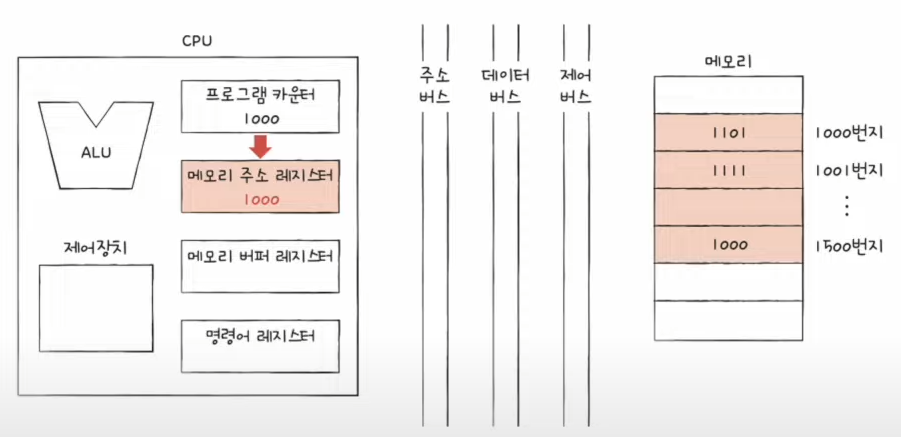 CPU
ALU
제어장치
프로그램 카운터
1000
메모리 주소 레지스터
1000
메모리 버퍼 레지스터
명령어 레지스터
주소
버스
데이터
버스
제어
버스
메모리
1101
1000번지
1111
1001번지
⋮
1000
1500번지